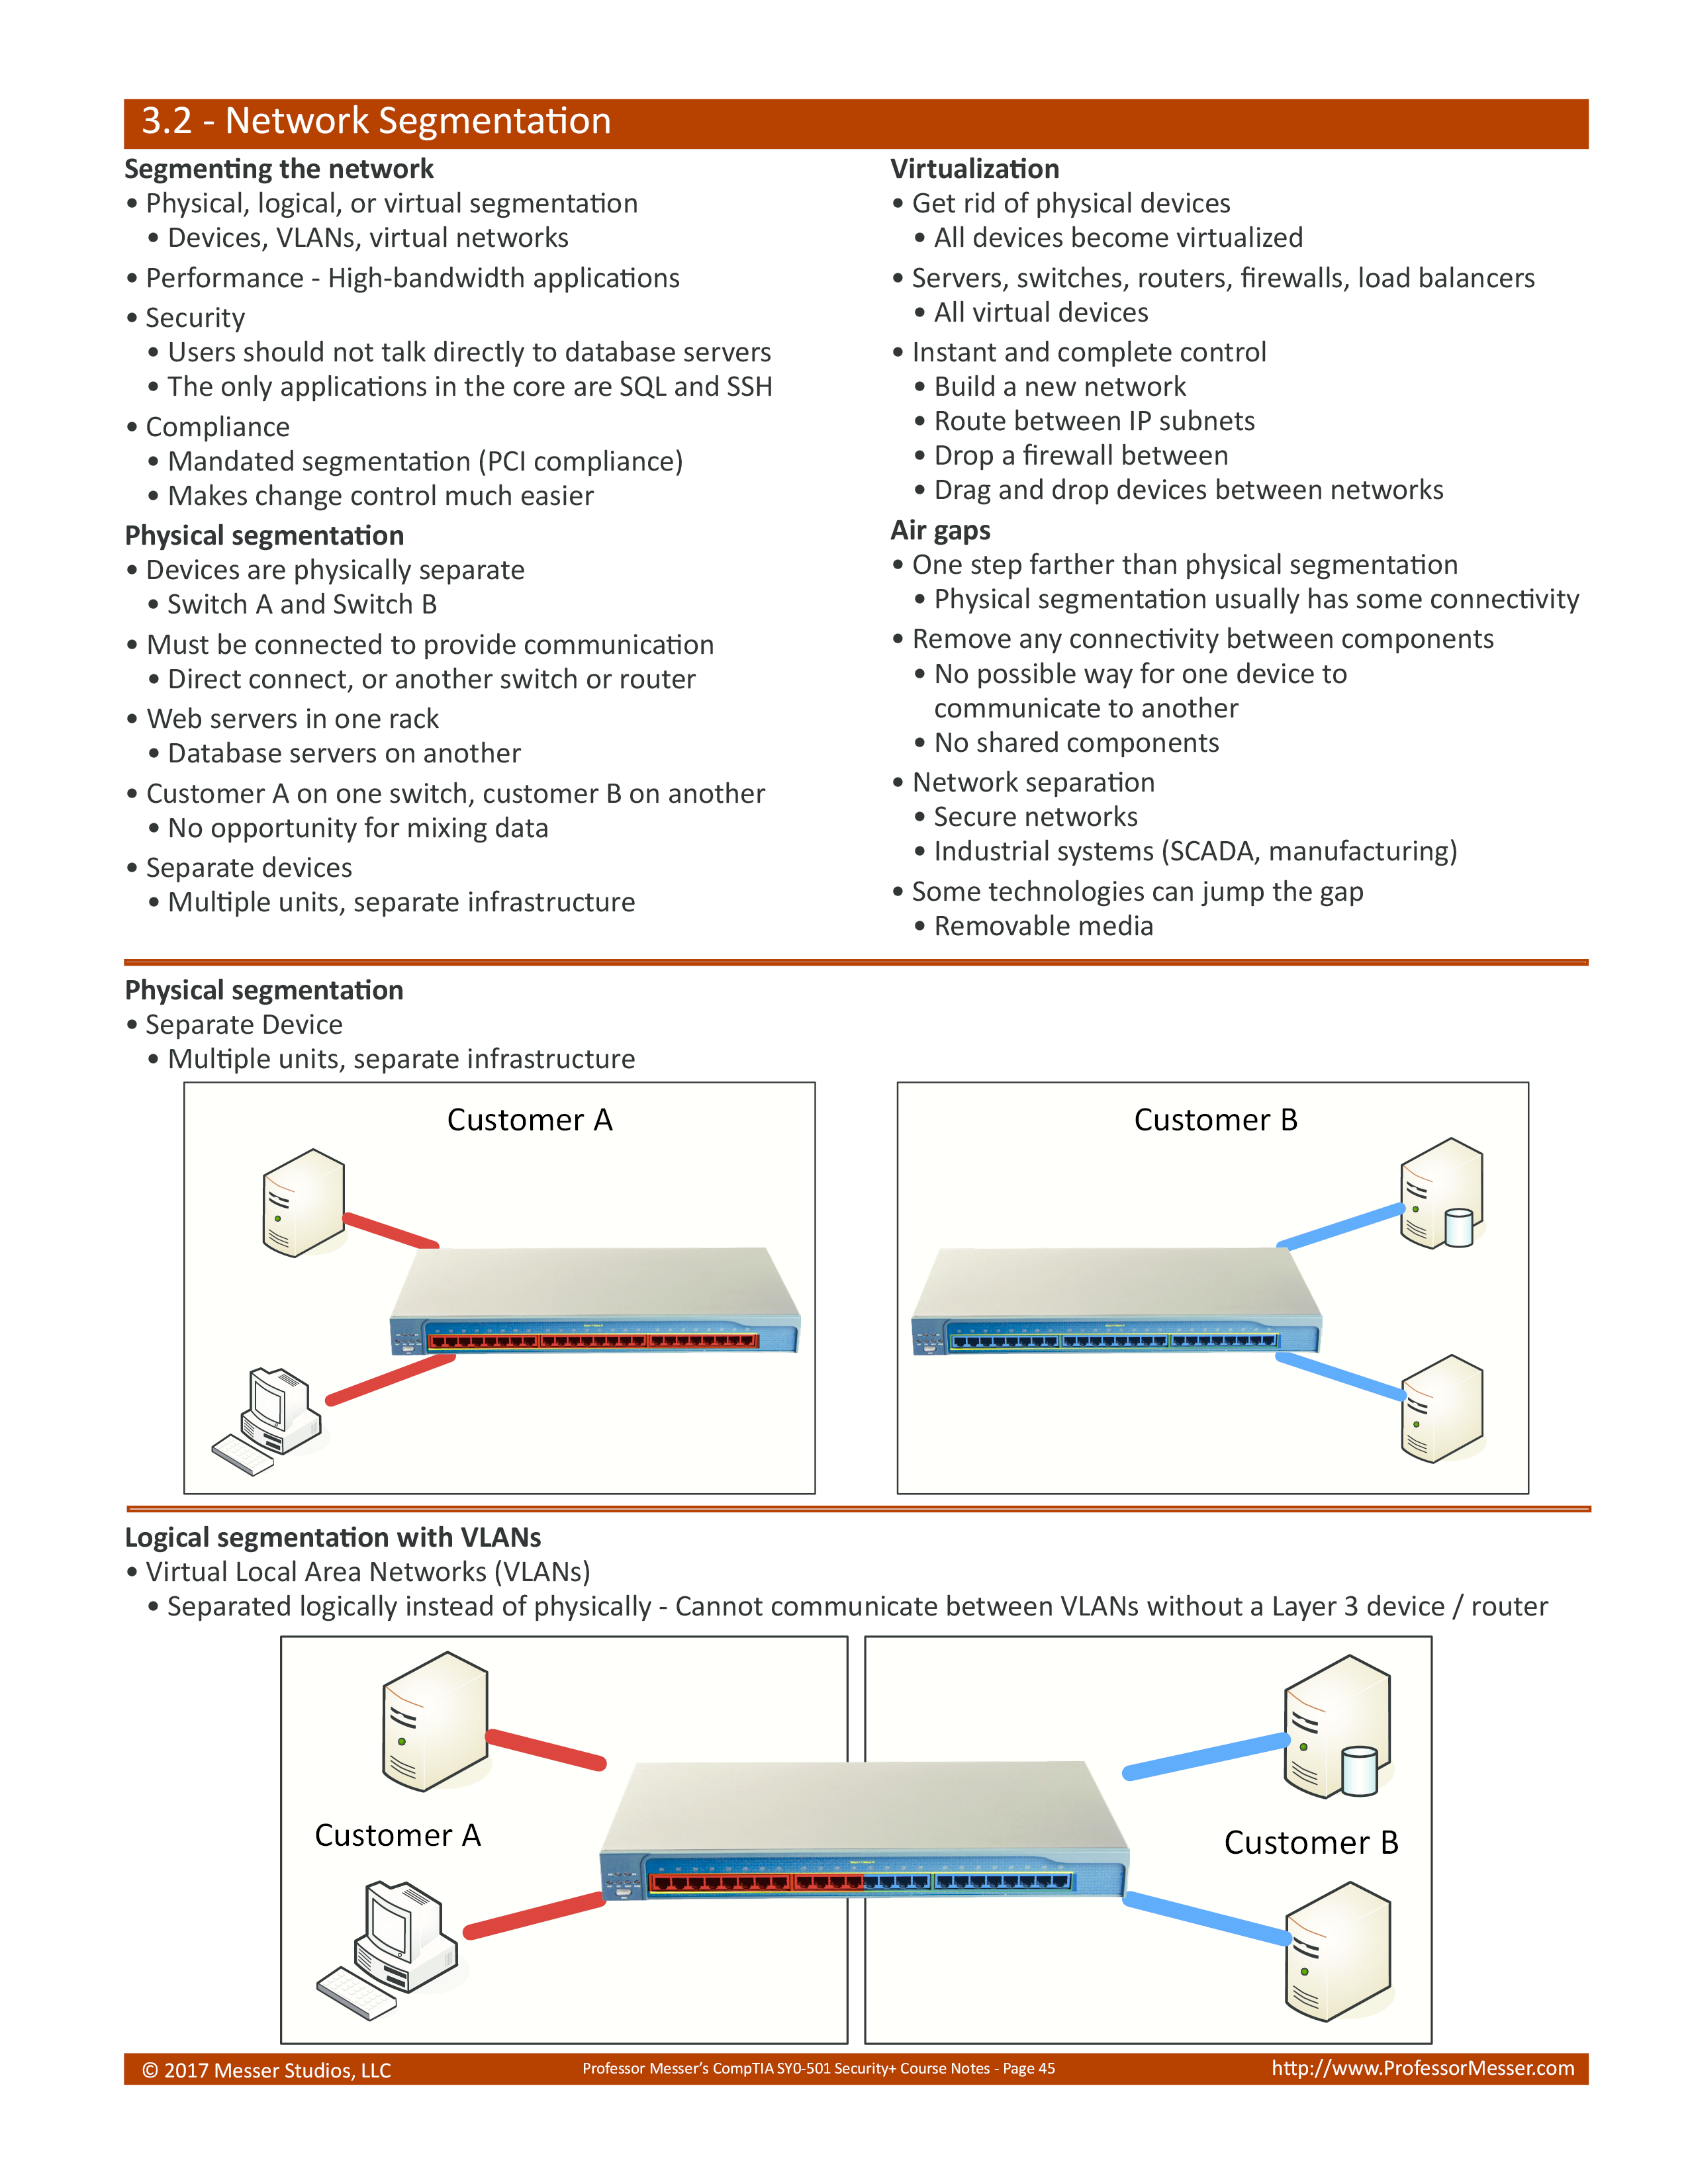 3.2 - Network Segmentation
Segmenting the network
• Physical, logical, or virtual segmentation
• Devices, VLANs, virtual networks
• Performance - High-bandwidth applications
• Security
• Users should not talk directly to database servers
• The only applications in the core are SQL and SSH
• Compliance
• Mandated segmentation (PCI compliance)
• Makes change control much easier
Physical segmentation
• Devices are physically separate
• Switch A and Switch B
• Must be connected to provide communication
• Direct connect, or another switch or router
• Web servers in one rack
• Database servers on another
• Customer A on one switch, customer B on another
• No opportunity for mixing data
• Separate devices
• Multiple units, separate infrastructure
Virtualization
• Get rid of physical devices
• All devices become virtualized
• Servers, switches, routers, firewalls, load balancers
• All virtual devices
• Instant and complete control
• Build a new network
• Route between IP subnets
• Drop a firewall between
• Drag and drop devices between networks
Air gaps
• One step farther than physical segmentation
• Physical segmentation usually has some connectivity
• Remove any connectivity between components
• No possible way for one device to
communicate to another
• No shared components
• Network separation
• Secure networks
• Industrial systems (SCADA, manufacturing)
• Some technologies can jump the gap
• Removable media
Physical segmentation
• Separate Device
• Multiple units, separate infrastructure
Customer A
Customer B
Logical segmentation with VLANs
• Virtual Local Area Networks (VLANs)
• Separated logically instead of physically - Cannot communicate between VLANs without a Layer 3 device / router
Customer A
Customer B
© 2017 Messer Studios, LLC
Professor Messer’s CompTIA SY0-501 Security+ Course Notes - Page 45
http://www.ProfessorMesser.com